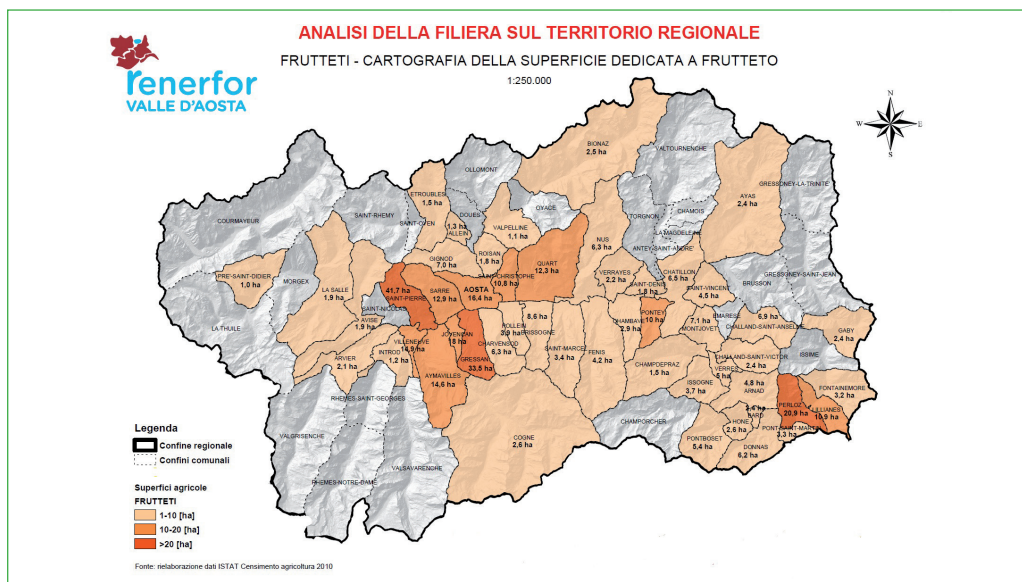 ANALISI DELLA FILIERA SUL TERRITORIO REGIONALE
FRUTTETI - CARTOGRAFIA DELLA SUPERFICIE DEDICATA A FRUTTETO
1:250.000
renerfor
VALLE D'AOSTA
N
W E
S
BIONAZ
2,5 ha
VALTOURNENCHE
OLLOMONT
GRESSONEY-LA-TRINITE
ETROUBLES
1,5 ha
AYAS
2,4 ha
OYACE
DOUES
1,3 ha
ALLEIN
SAINT-RHEMY
SAINT-OYEN
COURMAYEUR
VALPELLINE
1,1 ha
TORGNON
CHAMOIS
LA MAGDELEINE
ANTEY-SAINT-ANDRE'
NUS
6,3 ha
ROISAN
1,8 ha
GIGNOD
7,0 ha
QUART
12,3 ha
SAINT-CHRISTOPHE
10,8 ha
VERRAYES
2,2 ha
CHATILLON
6,5 ha
SAINT-DENIS
1,8 ha
GRESSONEY-SAINT-JEAN
BRUSSON
PRE-SAINT-DIDIER
1,0 ha
MORGEX
LA SALLE
1,9 ha
41,7 ha
SAINT-PIERRE
SARRE
12,9 ha
AOSTA
16,4 ha
SAINT-VINCENT
4,5 ha
SAINT-NICOLAS
LA THUILE
AVISE
1,9 ha
8,6 ha
BRISSOGNE
POLLEIN
3,9 ha
CHAMBAVE
2,9 ha
PONTEY
10 ha
7,1 ha
MONTJOVET
EMARESE
6,9 ha
CHALLAND-SAINT-ANSELME
GABY
2,4 ha
JOVENCAN
18 ha
CHARVENSOD
6,3 ha
VILLENEUVE
14,9 ha
INTROD
1,2 ha
ARVIER
2,1 ha
GRESSAN
33,5 ha
SAINT-MARCEL
3,4 ha
FENIS
4,2 ha
ISSIME
CHALLAND-SAINT-VICTOR
2,4 ha
CHAMPDEPRAZ
1,5 ha
VERRES
5 ha
AYMAVILLES
14,6 ha
ISSOGNE
3,7 ha
4,8 ha
ARNAD
FONTAINEMORE
3,2 ha
RHEMES-SAINT-GEORGES
PERLOZ
20,9 ha
LILLIANES
10,9 ha
BARD
HONE
2,6 ha
CHAMPORCHER
PONT-SAINT-MARTIN
3,3 ha
VALGRISENCHE
COGNE
2,6 ha
PONTBOSET
5,4 ha
DONNAS
6,2 ha
VALSAVARENCHE
RHEMES-NOTRE-DAME
Legenda
Confine regionale
Confini comunali
Superfici agricole
FRUTTETI
1-10 [ha]
10-20 [ha]
>20 [ha]
Fonte: rielaborazione dati ISTAT Censimento agricoltura 2010